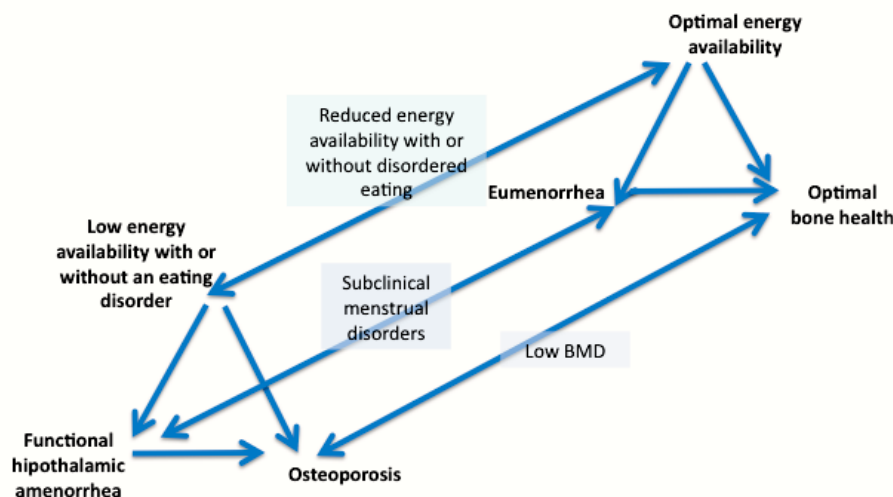 Optimal energy
availability
Reduced energy
availability with or
without disordered
eating
Eumenorrhea
Optimal
bone health
Low energy
availability with or
without an eating
disorder
Subclinical
menstrual
disorders
Low BMD
Functional
hipothalamic
amenorrhea
Osteoporosis